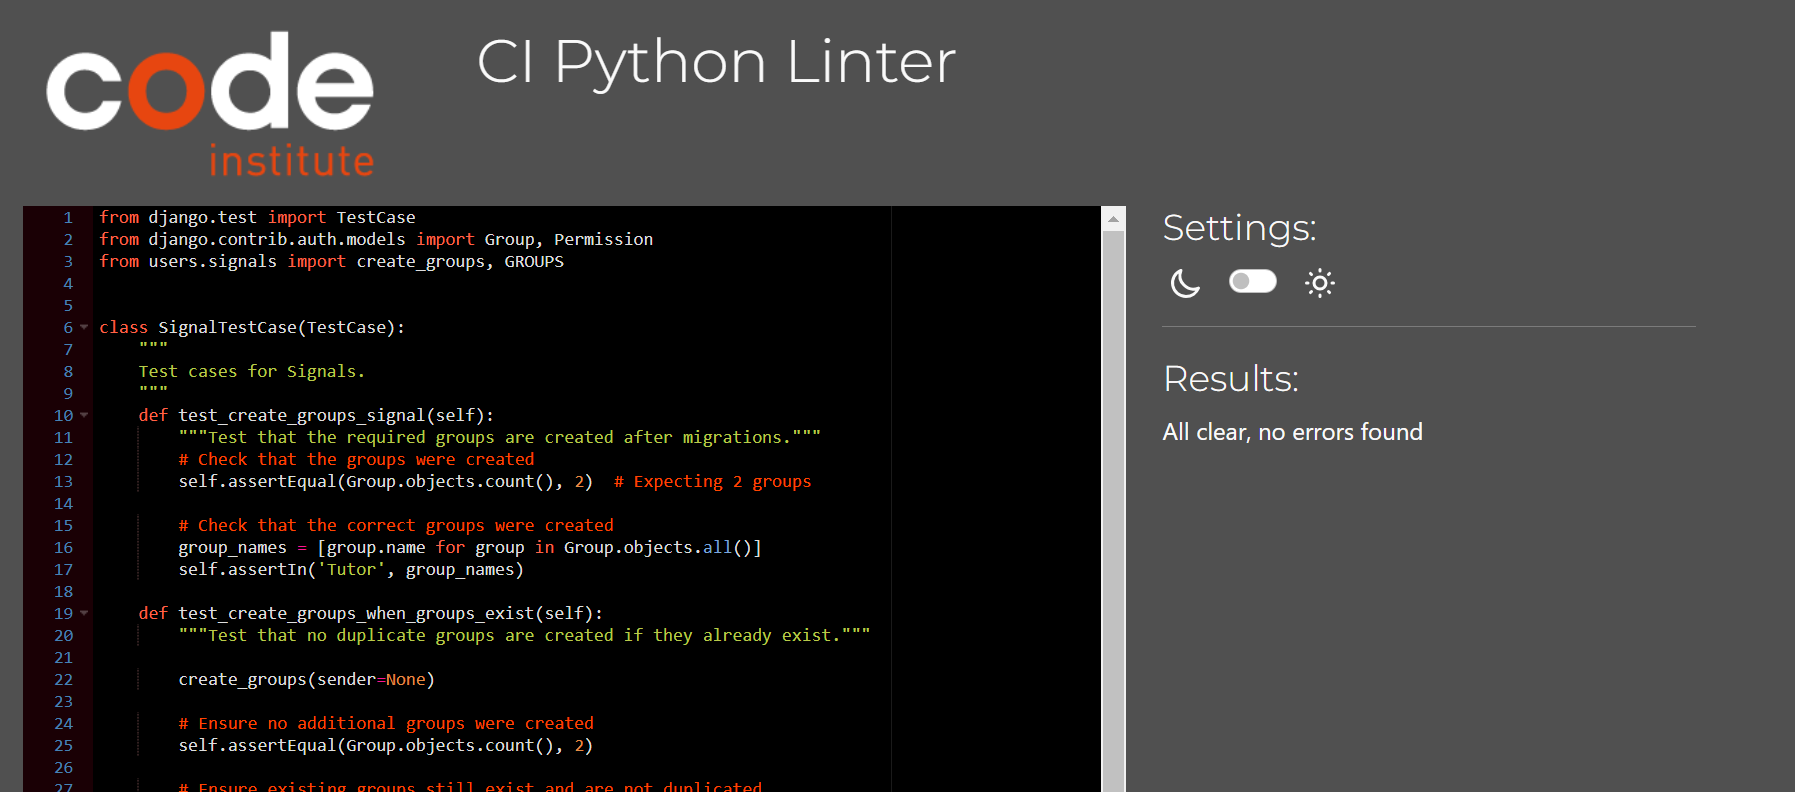 code
institute
CI Python Linter
1 from django.test import TestCase
2 from django.contrib.auth.models import Group, Permission
3 from users.signals import create_groups, GROUPS
4
5
6 class SignalTestCase(TestCase):
7     """
8     Test cases for Signals.
9     """
10     def test_create_groups_signal(self):
11         """Test that the required groups are created after migrations."""
12         # Check that the groups were created
13         self.assertEqual(Group.objects.count(), 2)  # Expecting 2 groups
14
15         # Check that the correct groups were created
16         group_names = [group.name for group in Group.objects.all()]
17         self.assertIn('Tutor', group_names)
18
19     def test_create_groups_when_groups_exist(self):
20         """Test that no duplicate groups are created if they already exist."""
21
22         create_groups(sender=None)
23
24         # Ensure no additional groups were created
25         self.assertEqual(Group.objects.count(), 2)
26
27         # Ensure existing groups still exist and are not duplicated
Settings:
Results:
All clear, no errors found